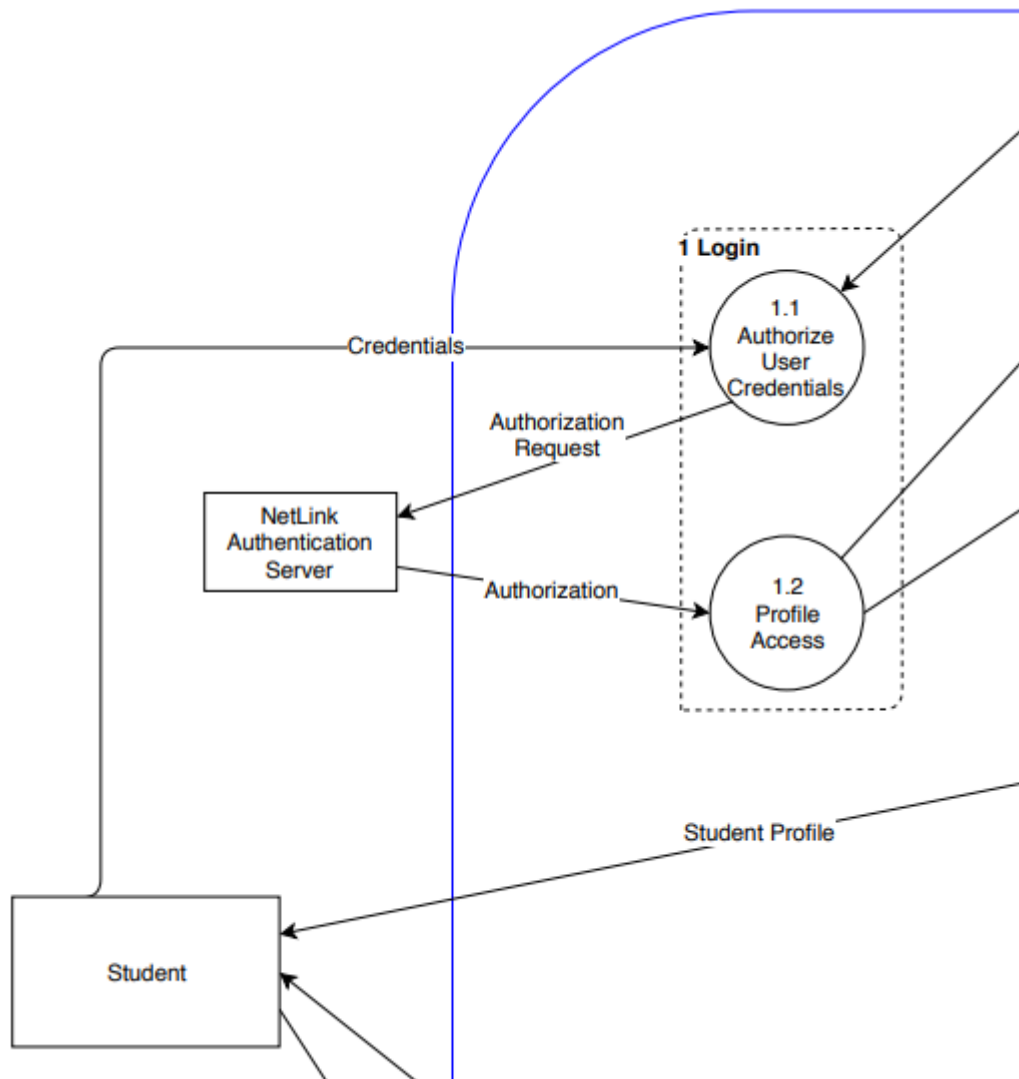 1 Login
1.1
Authorize
User
Credentials
Credentials
Authorization
Request
NetLink
Authentication
Server
Authorization
1.2
Profile
Access
Student Profile
Student